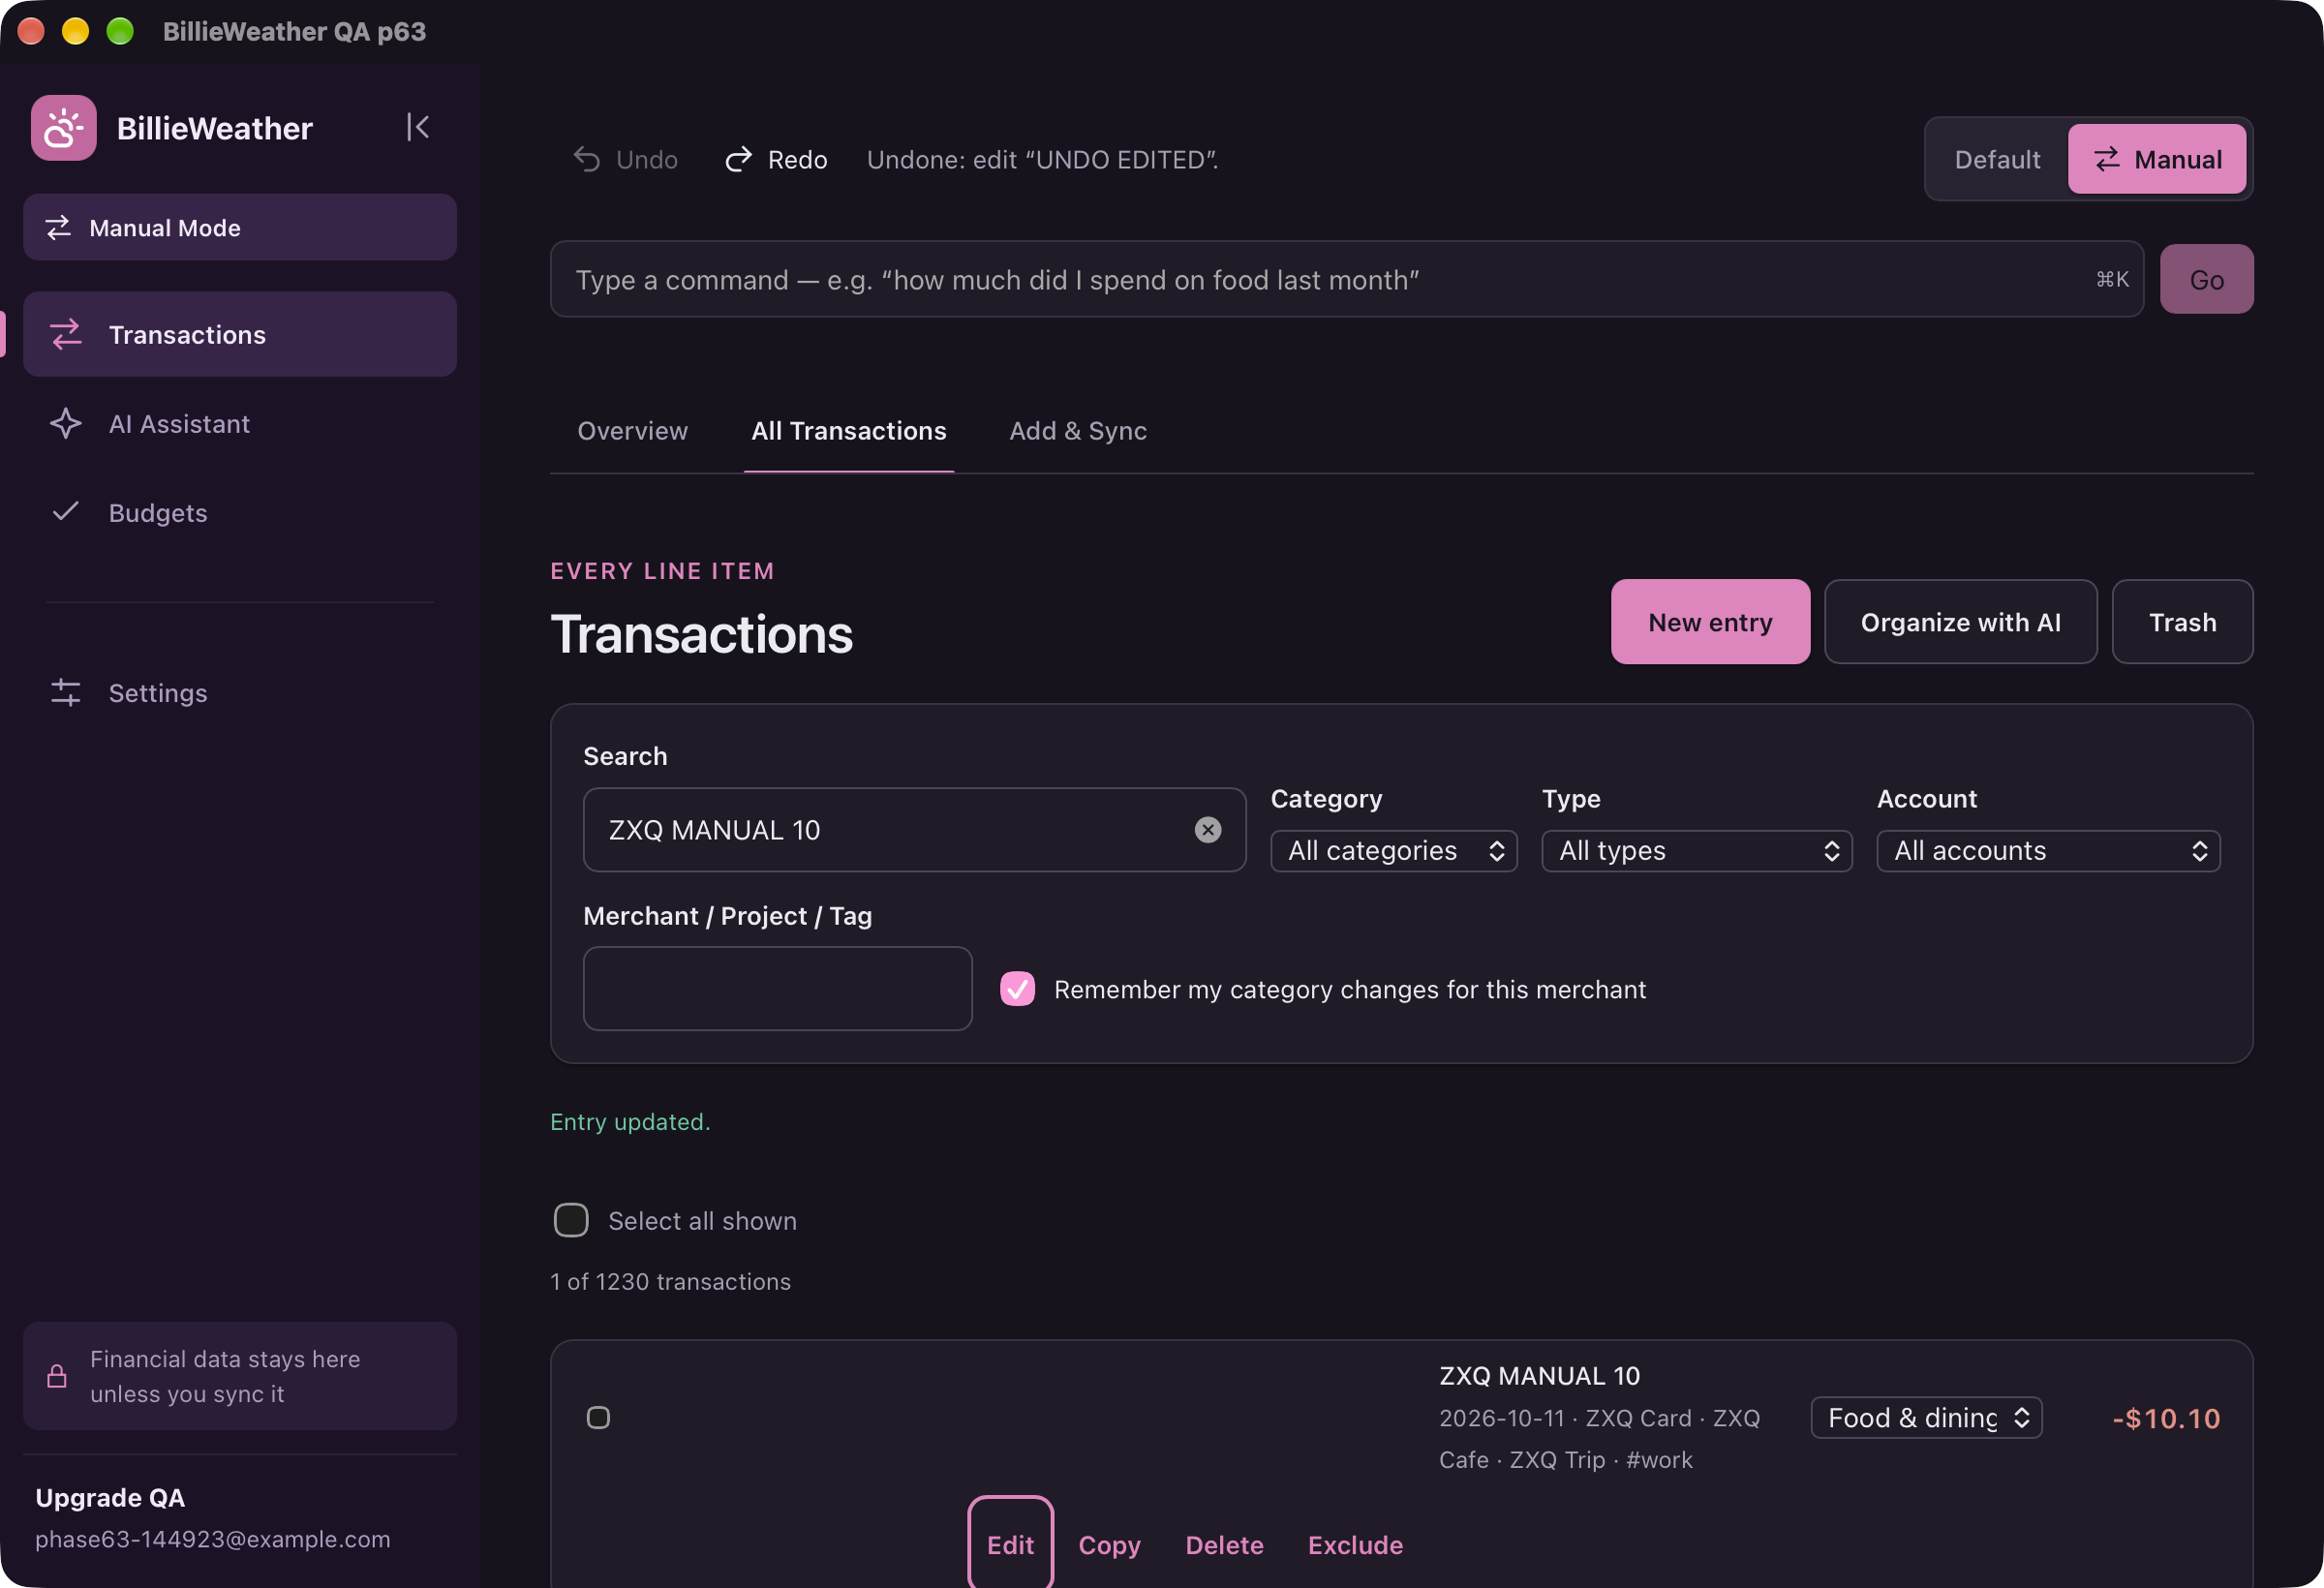 BillieWeather QA p63
BillieWeather
Manual Mode
Transactions
AI Assistant
Budgets
Settings
Financial data stays here
unless you sync it
Upgrade QA
phase63-144923@example.com
Undo
Redo
Undone: edit “UNDO EDITED”.
Default
Manual
Type a command — e.g. “how much did I spend on food last month”
⌘K
Go
Overview
All Transactions
Add & Sync
EVERY LINE ITEM
Transactions
New entry
Organize with AI
Trash
Search
ZXQ MANUAL 10
Category
All categories
Type
All types
Account
All accounts
Merchant / Project / Tag
Remember my category changes for this merchant
Entry updated.
Select all shown
1 of 1230 transactions
ZXQ MANUAL 10
2026-10-11 · ZXQ Card · ZXQ
Cafe · ZXQ Trip · #work
Food & dining
-$10.10
Edit
Copy
Delete
Exclude